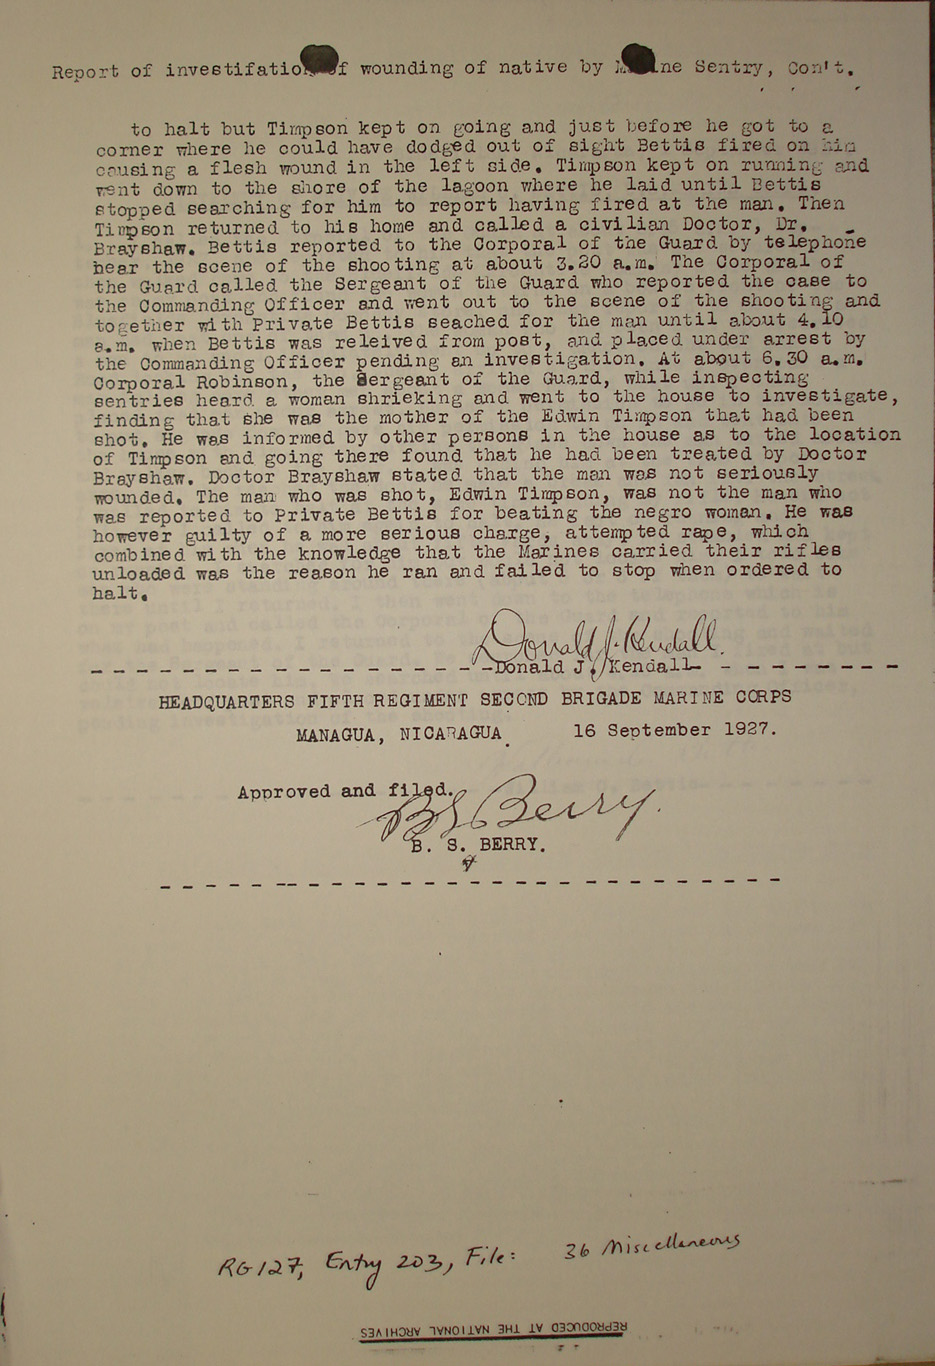 Report of investifation of wounding of native by Marine Sentry, Con't.
to halt but Timpson kept on going and just before he got to a
corner where he could have dodged out of sight Bettis fired on him
causing a flesh wound in the left side. Timpson kept on running and
went down to the shore of the lagoon where he laid until Bettis
stopped searching for him to report having fired at the man. Then
Timpson returned to his home and called a civilian Doctor, Dr.
Brayshaw. Bettis reported to the Corporal of the Guard by telephone
near the scene of the shooting at about 3.20 a.m. The Corporal of
the Guard called the Sergeant of the Guard who reported the case to
the Commanding Officer and went out to the scene of the shooting and
together with Private Bettis seached for the man until about 4.10
a.m. when Bettis was releived from post, and placed under arrest by
the Commanding Officer pending an investigation. At about 6.30 a.m.
Corporal Robinson, the Sergeant of the Guard, while inspecting
sentries heard a woman shrieking and went to the house to investigate,
finding that she was the mother of the Edwin Timpson that had been
shot. He was informed by other persons in the house as to the location
of Timpson and going there found that he had been treated by Doctor
Brayshaw. Doctor Brayshaw stated that the man was not seriously
wounded. The man who was shot, Edwin Timpson, was not the man who
was reported to Private Bettis for beating the negro woman. He was
however guilty of a more serious charge, attempted rape, which
combined with the knowledge that the Marines carried their rifles
unloaded was the reason he ran and failed to stop when ordered to
halt.
Donald J. Kendall.
Donald J. Kendall
HEADQUARTERS FIFTH REGIMENT SECOND BRIGADE MARINE CORPS
MANAGUA, NICARAGUA. 16 September 1927.
Approved and filed.
B S Berry.
B. S. BERRY.
RG127, Entry 203, File: 36 Miscellaneous
REPRODUCED AT THE NATIONAL ARCHIVES